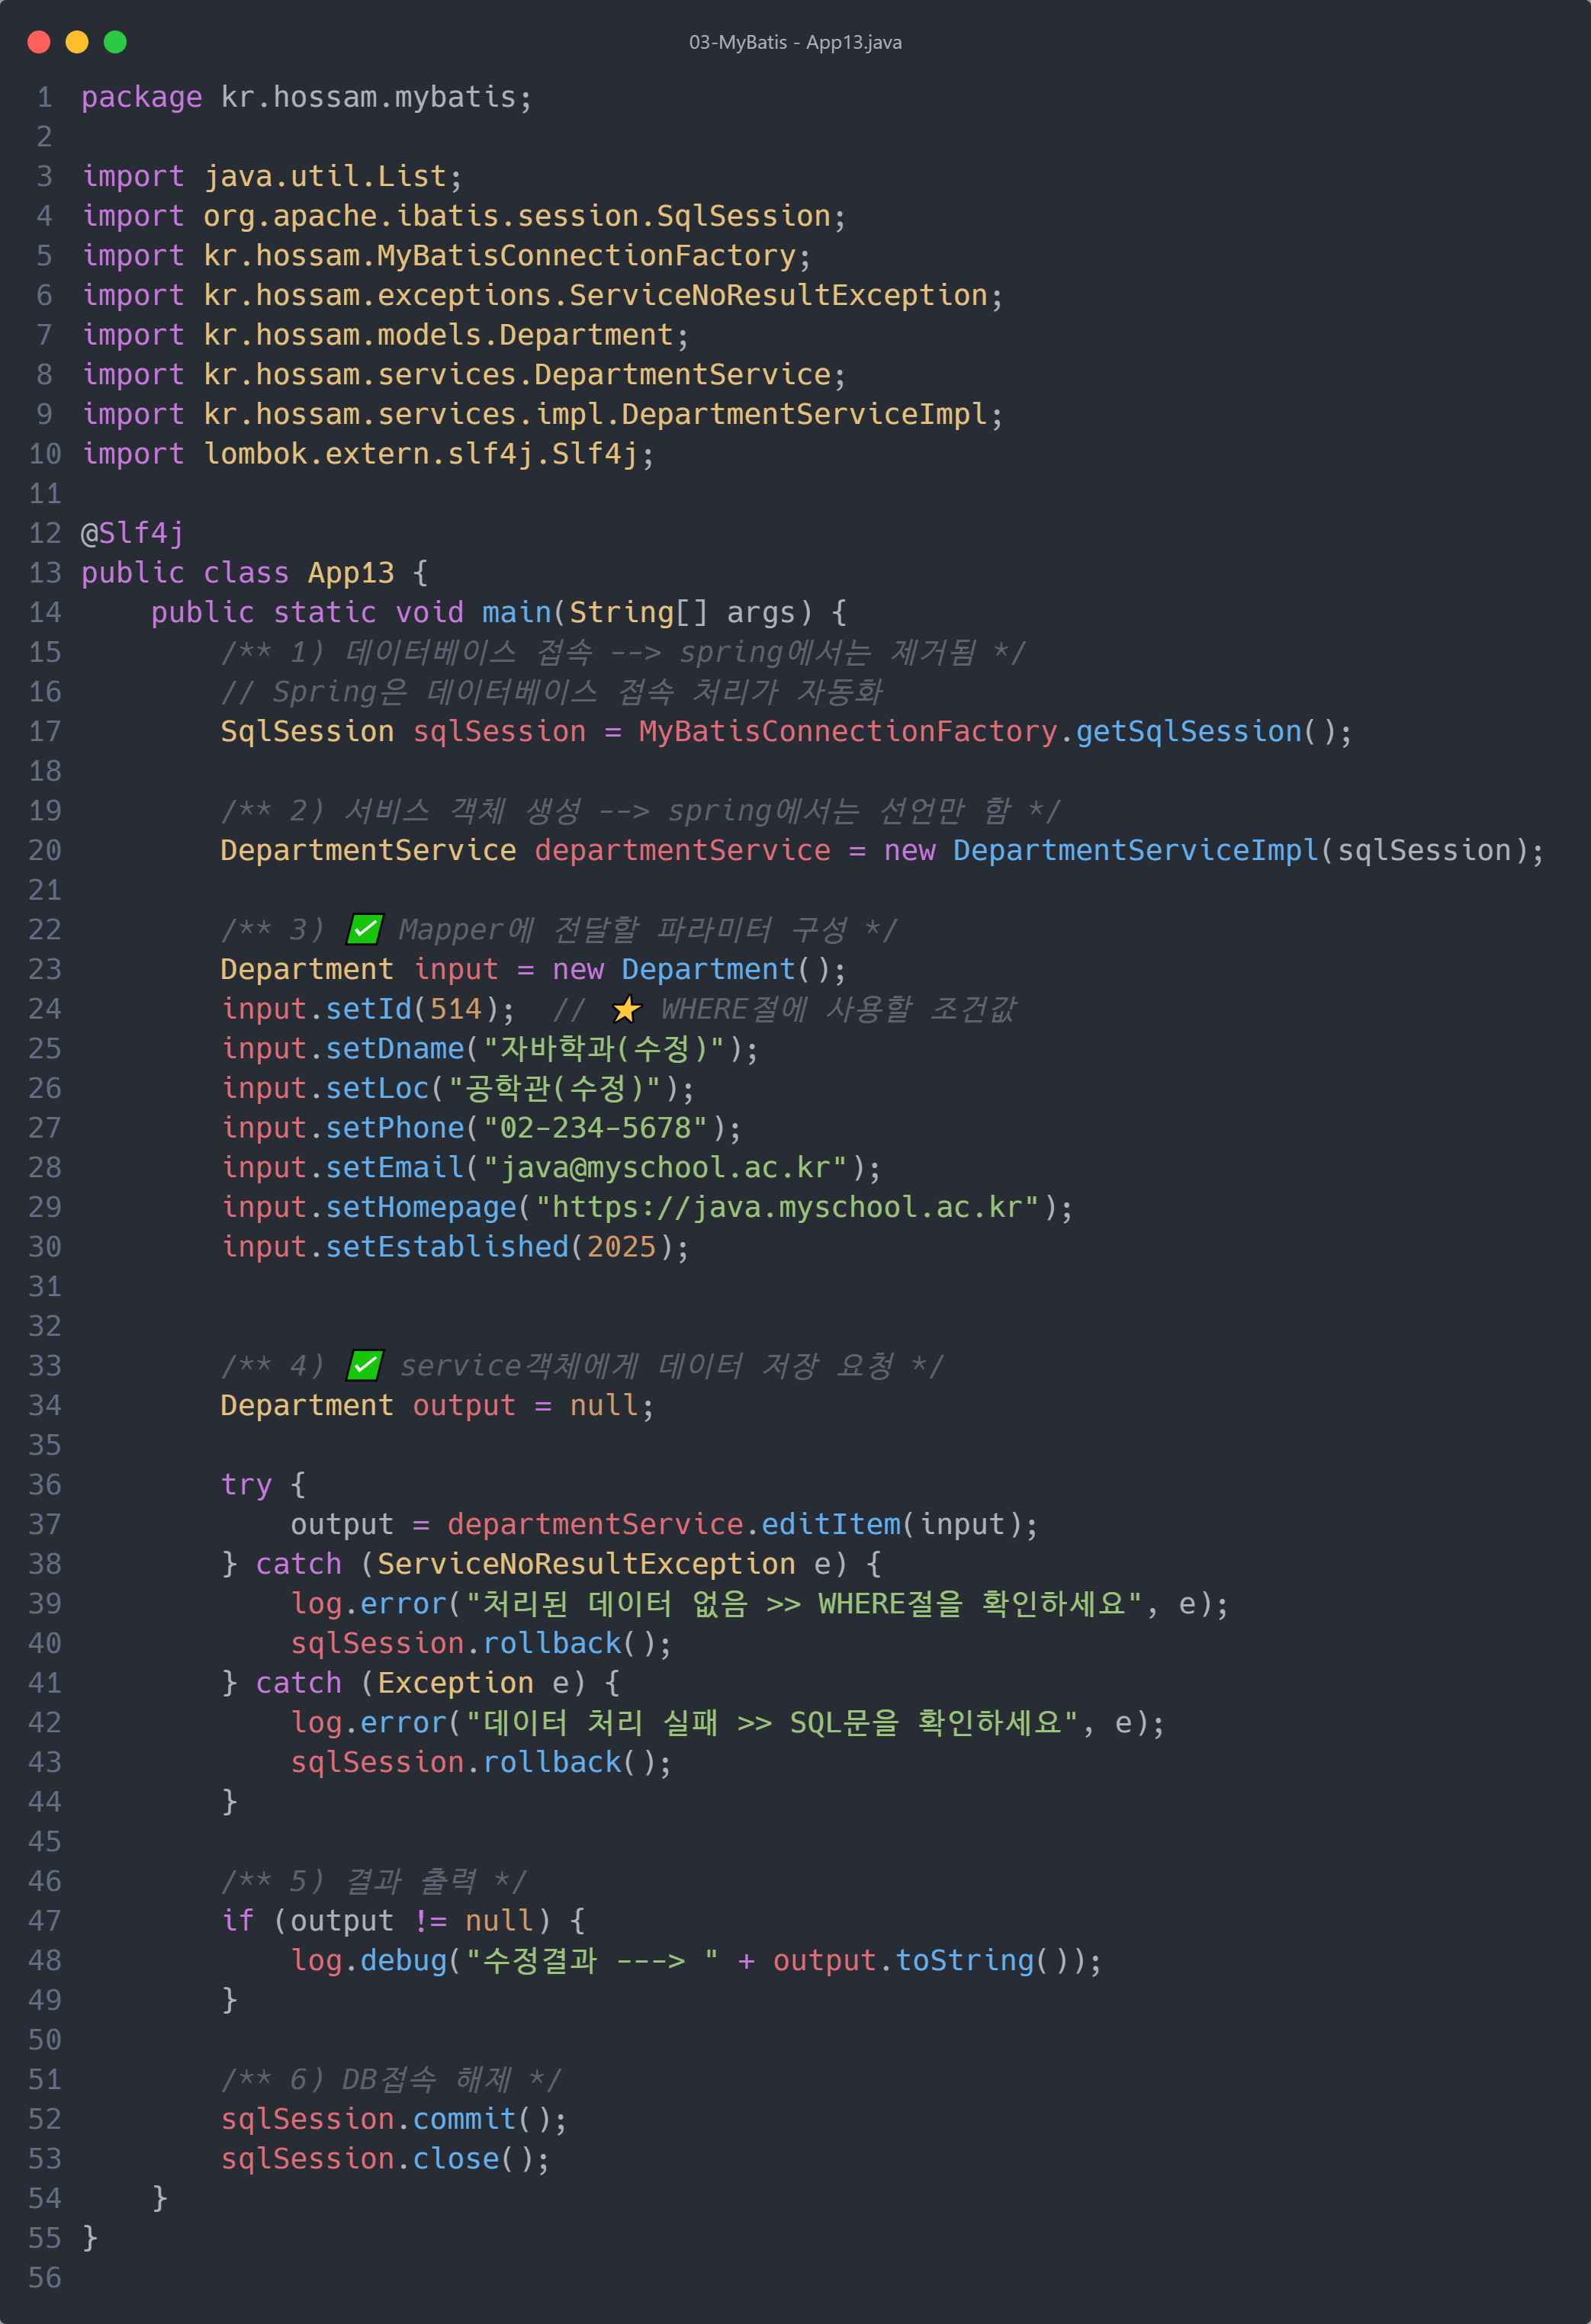 03-MyBatis - App13.java
1 package kr.hossam.mybatis;
2
3 import java.util.List;
4 import org.apache.ibatis.session.SqlSession;
5 import kr.hossam.MyBatisConnectionFactory;
6 import kr.hossam.exceptions.ServiceNoResultException;
7 import kr.hossam.models.Department;
8 import kr.hossam.services.DepartmentService;
9 import kr.hossam.services.impl.DepartmentServiceImpl;
10 import lombok.extern.slf4j.Slf4j;
11
12 @Slf4j
13 public class App13 {
14     public static void main(String[] args) {
15         /** 1) 데이터베이스 접속 --> spring에서는 제거됨 */
16         // Spring은 데이터베이스 접속 처리가 자동화
17         SqlSession sqlSession = MyBatisConnectionFactory.getSqlSession();
18
19         /** 2) 서비스 객체 생성 --> spring에서는 선언만 함 */
20         DepartmentService departmentService = new DepartmentServiceImpl(sqlSession);
21
22         /** 3) ✅ Mapper에 전달할 파라미터 구성 */
23         Department input = new Department();
24         input.setId(514);  // ⭐ WHERE절에 사용할 조건값
25         input.setDname("자바학과(수정)");
26         input.setLoc("공학관(수정)");
27         input.setPhone("02-234-5678");
28         input.setEmail("java@myschool.ac.kr");
29         input.setHomepage("https://java.myschool.ac.kr");
30         input.setEstablished(2025);
31
32
33         /** 4) ✅ service객체에게 데이터 저장 요청 */
34         Department output = null;
35
36         try {
37             output = departmentService.editItem(input);
38         } catch (ServiceNoResultException e) {
39             log.error("처리된 데이터 없음 >> WHERE절을 확인하세요", e);
40             sqlSession.rollback();
41         } catch (Exception e) {
42             log.error("데이터 처리 실패 >> SQL문을 확인하세요", e);
43             sqlSession.rollback();
44         }
45
46         /** 5) 결과 출력 */
47         if (output != null) {
48             log.debug("수정결과 ---> " + output.toString());
49         }
50
51         /** 6) DB접속 해제 */
52         sqlSession.commit();
53         sqlSession.close();
54     }
55 }
56